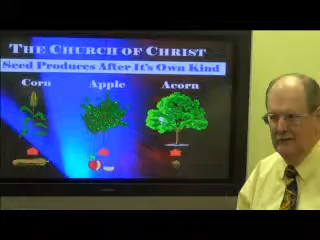 The Church of Christ
Seed Produces After It's Own Kind
Corn Apple Acorn